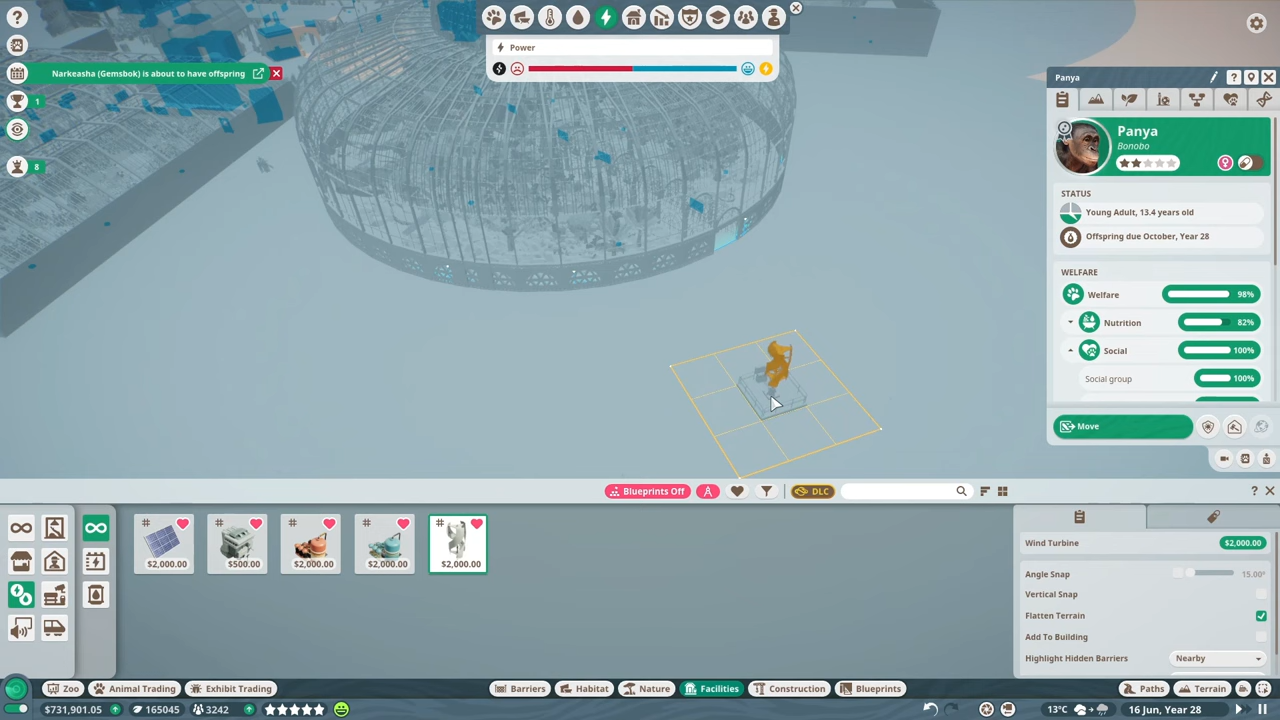 Power
Narkeasha (Gemsbok) is about to have offspring
1
8
Panya
Panya
Bonobo
STATUS
Young Adult, 13.4 years old
Offspring due October, Year 28
WELFARE
Welfare 98%
Nutrition 82%
Social 100%
Social group 100%
Move
Blueprints Off
DLC
$2,000.00 $500.00 $2,000.00 $2,000.00 $2,000.00
Wind Turbine $2,000.00
Angle Snap 15.00°
Vertical Snap
Flatten Terrain
Add To Building
Highlight Hidden Barriers Nearby
Zoo Animal Trading Exhibit Trading Barriers Habitat Nature Facilities Construction Blueprints Paths Terrain
$731,901.05 165045 3242 13°C 16 Jun, Year 28